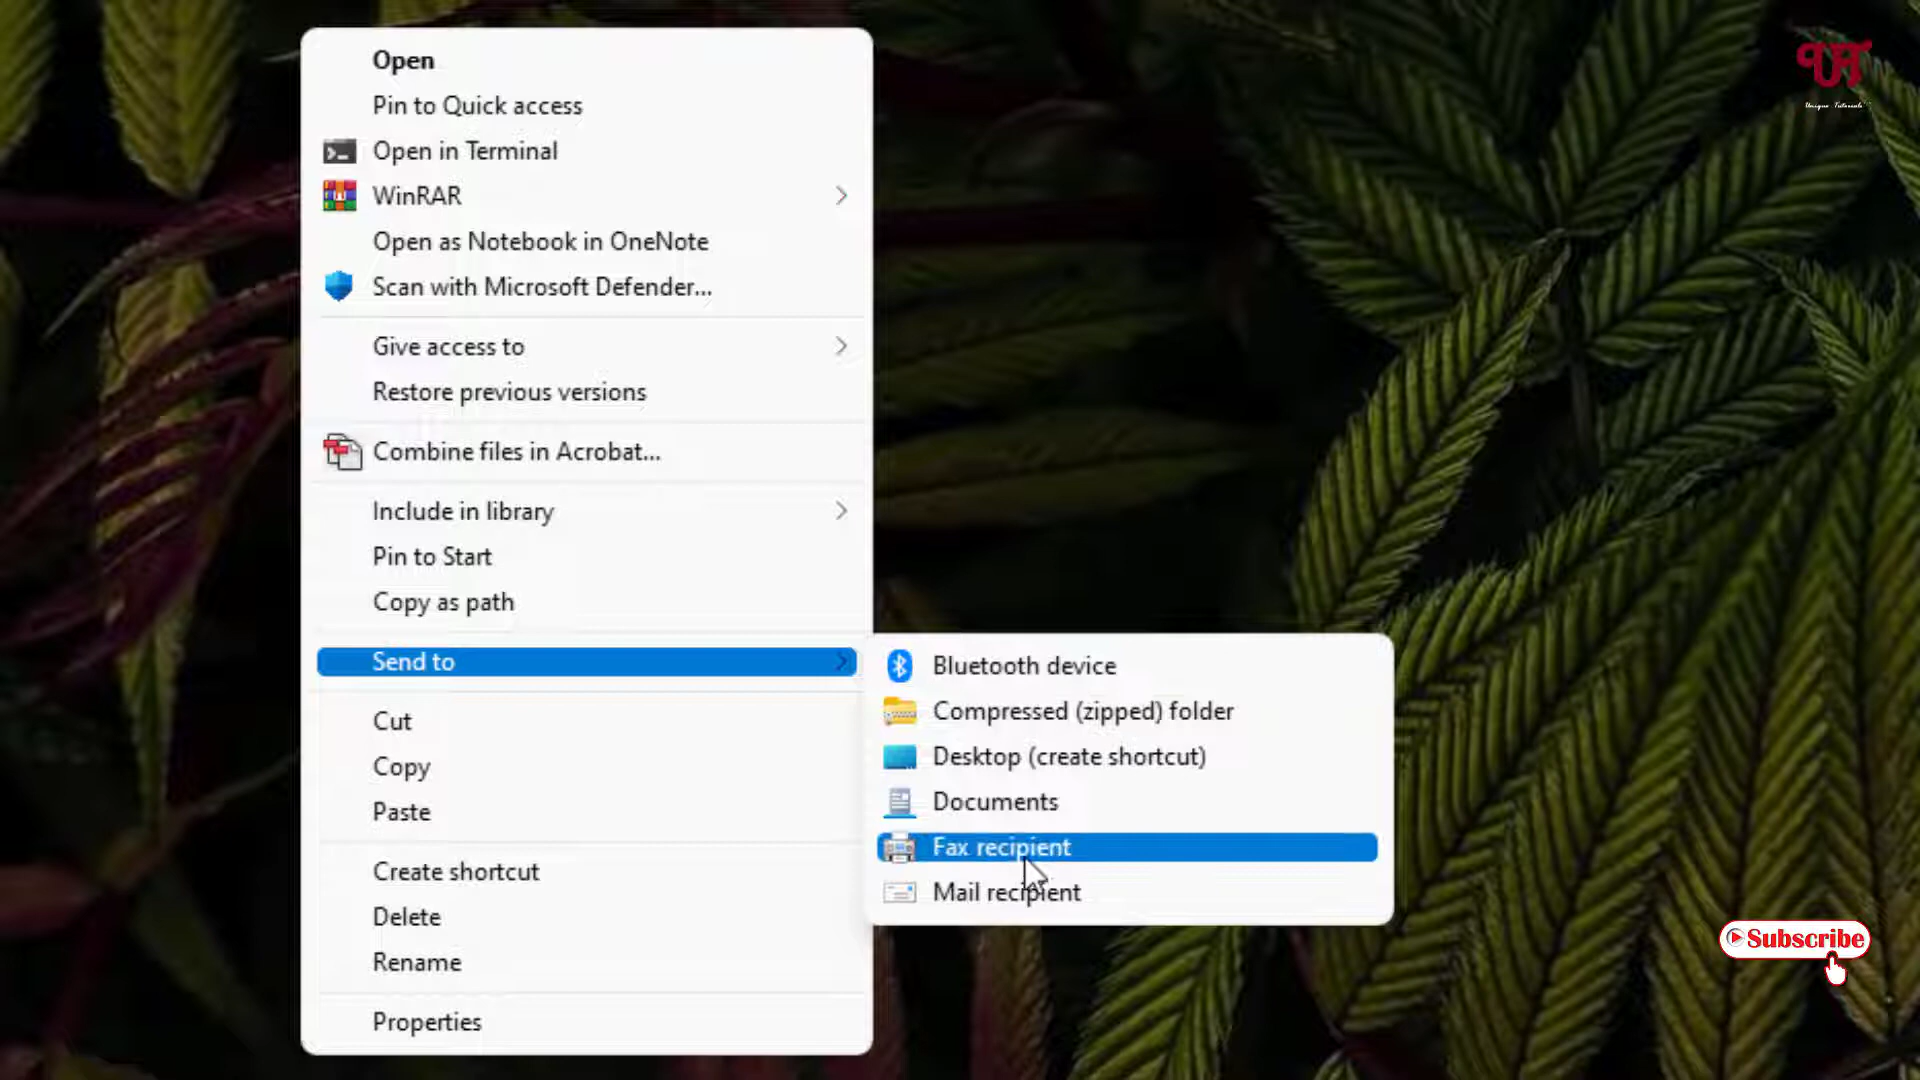 Open
Pin to Quick access
Open in Terminal
WinRAR
Open as Notebook in OneNote
Scan with Microsoft Defender...
Give access to
Restore previous versions
Combine files in Acrobat...
Include in library
Pin to Start
Copy as path
Send to
Cut
Copy
Paste
Create shortcut
Delete
Rename
Properties
Bluetooth device
Compressed (zipped) folder
Desktop (create shortcut)
Documents
Fax recipient
Mail recipient
UT
Unique Tutorials
Subscribe